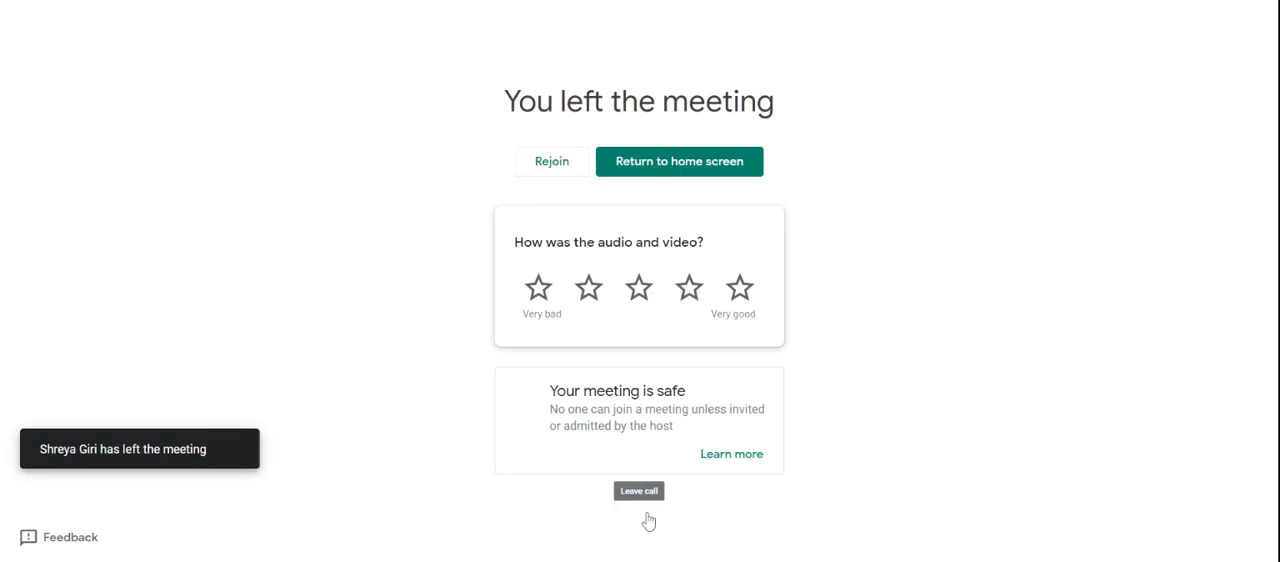 You left the meeting
Rejoin
Return to home screen
How was the audio and video?
Very bad
Very good
Your meeting is safe
No one can join a meeting unless invited
or admitted by the host
Learn more
Shreya Giri has left the meeting
Leave call
Feedback